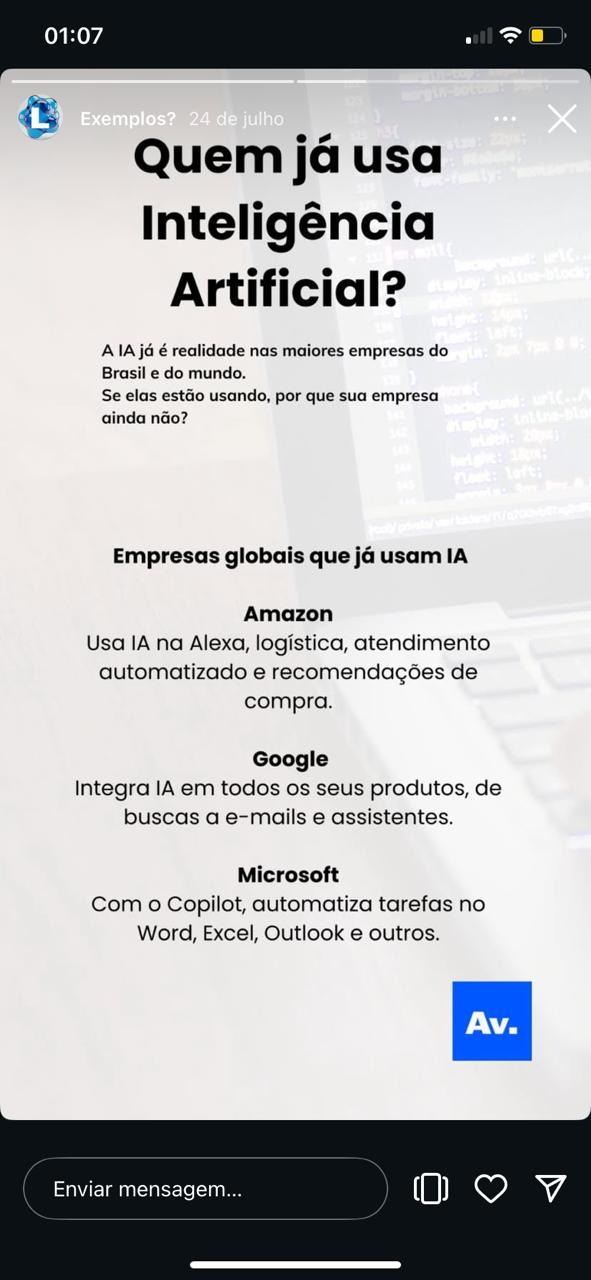 01:07
Exemplos? 24 de julho
Quem já usa
Inteligência
Artificial?
A IA já é realidade nas maiores empresas do
Brasil e do mundo.
Se elas estão usando, por que sua empresa
ainda não?
Empresas globais que já usam IA
Amazon
Usa IA na Alexa, logística, atendimento
automatizado e recomendações de
compra.
Google
Integra IA em todos os seus produtos, de
buscas a e-mails e assistentes.
Microsoft
Com o Copilot, automatiza tarefas no
Word, Excel, Outlook e outros.
Av.
Enviar mensagem...